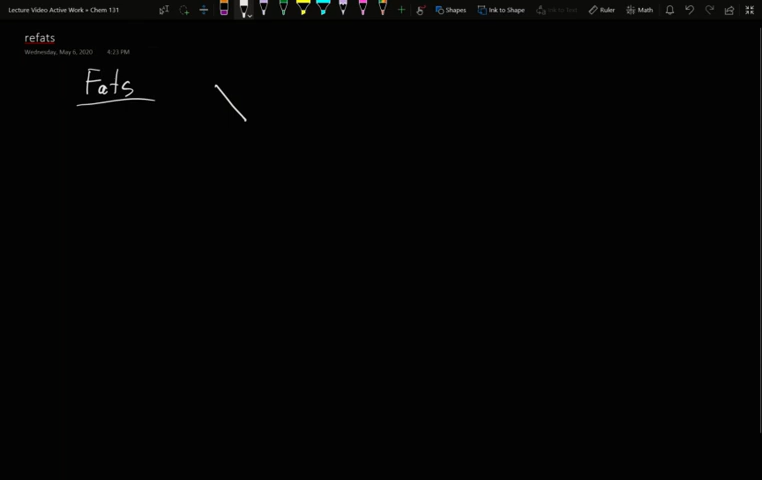 Lecture Video Active Work » Chem 131
Shapes
Ink to Shape
Ink to Text
Ruler
Math
refats
Wednesday, May 6, 2020 4:23 PM
Fats